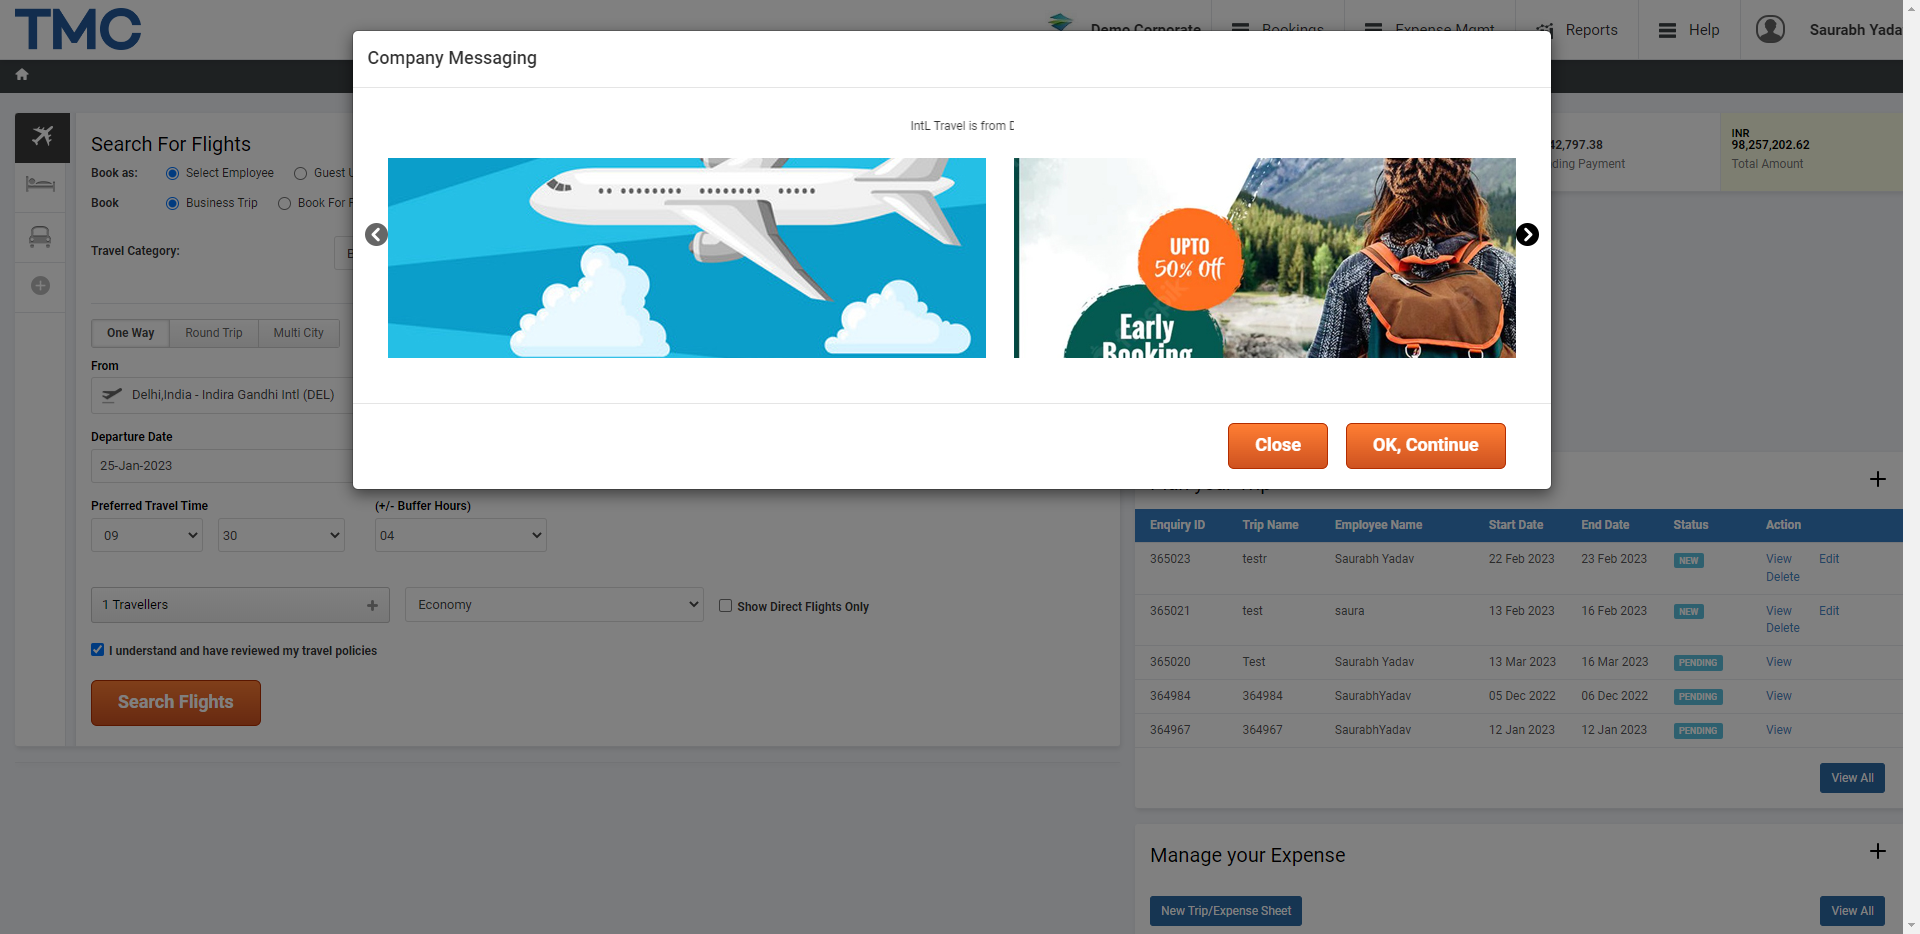 TMC
Demo Corporate
Bookings
Expense Mgmt
Reports
Help
Saurabh Yada
Company Messaging
IntL Travel is from D
UPTO
50% Off
Early
Booking
Close
OK, Continue
Search For Flights
Book as:
Select Employee
Guest U
Book
Business Trip
Book For P
Travel Category:
One Way
Round Trip
Multi City
From
Delhi,India - Indira Gandhi Intl (DEL)
Departure Date
25-Jan-2023
Preferred Travel Time
(+/- Buffer Hours)
09
30
04
1 Travellers
Economy
Show Direct Flights Only
I understand and have reviewed my travel policies
Search Flights
42,797.38
ding Payment
INR
98,257,202.62
Total Amount
Enquiry ID Trip Name Employee Name Start Date End Date Status Action
365023 testr Saurabh Yadav 22 Feb 2023 23 Feb 2023 NEW View Edit
Delete
365021 test saura 13 Feb 2023 16 Feb 2023 NEW View Edit
Delete
365020 Test Saurabh Yadav 13 Mar 2023 16 Mar 2023 PENDING View
364984 364984 SaurabhYadav 05 Dec 2022 06 Dec 2022 PENDING View
364967 364967 SaurabhYadav 12 Jan 2023 12 Jan 2023 PENDING View
View All
Manage your Expense
New Trip/Expense Sheet
View All